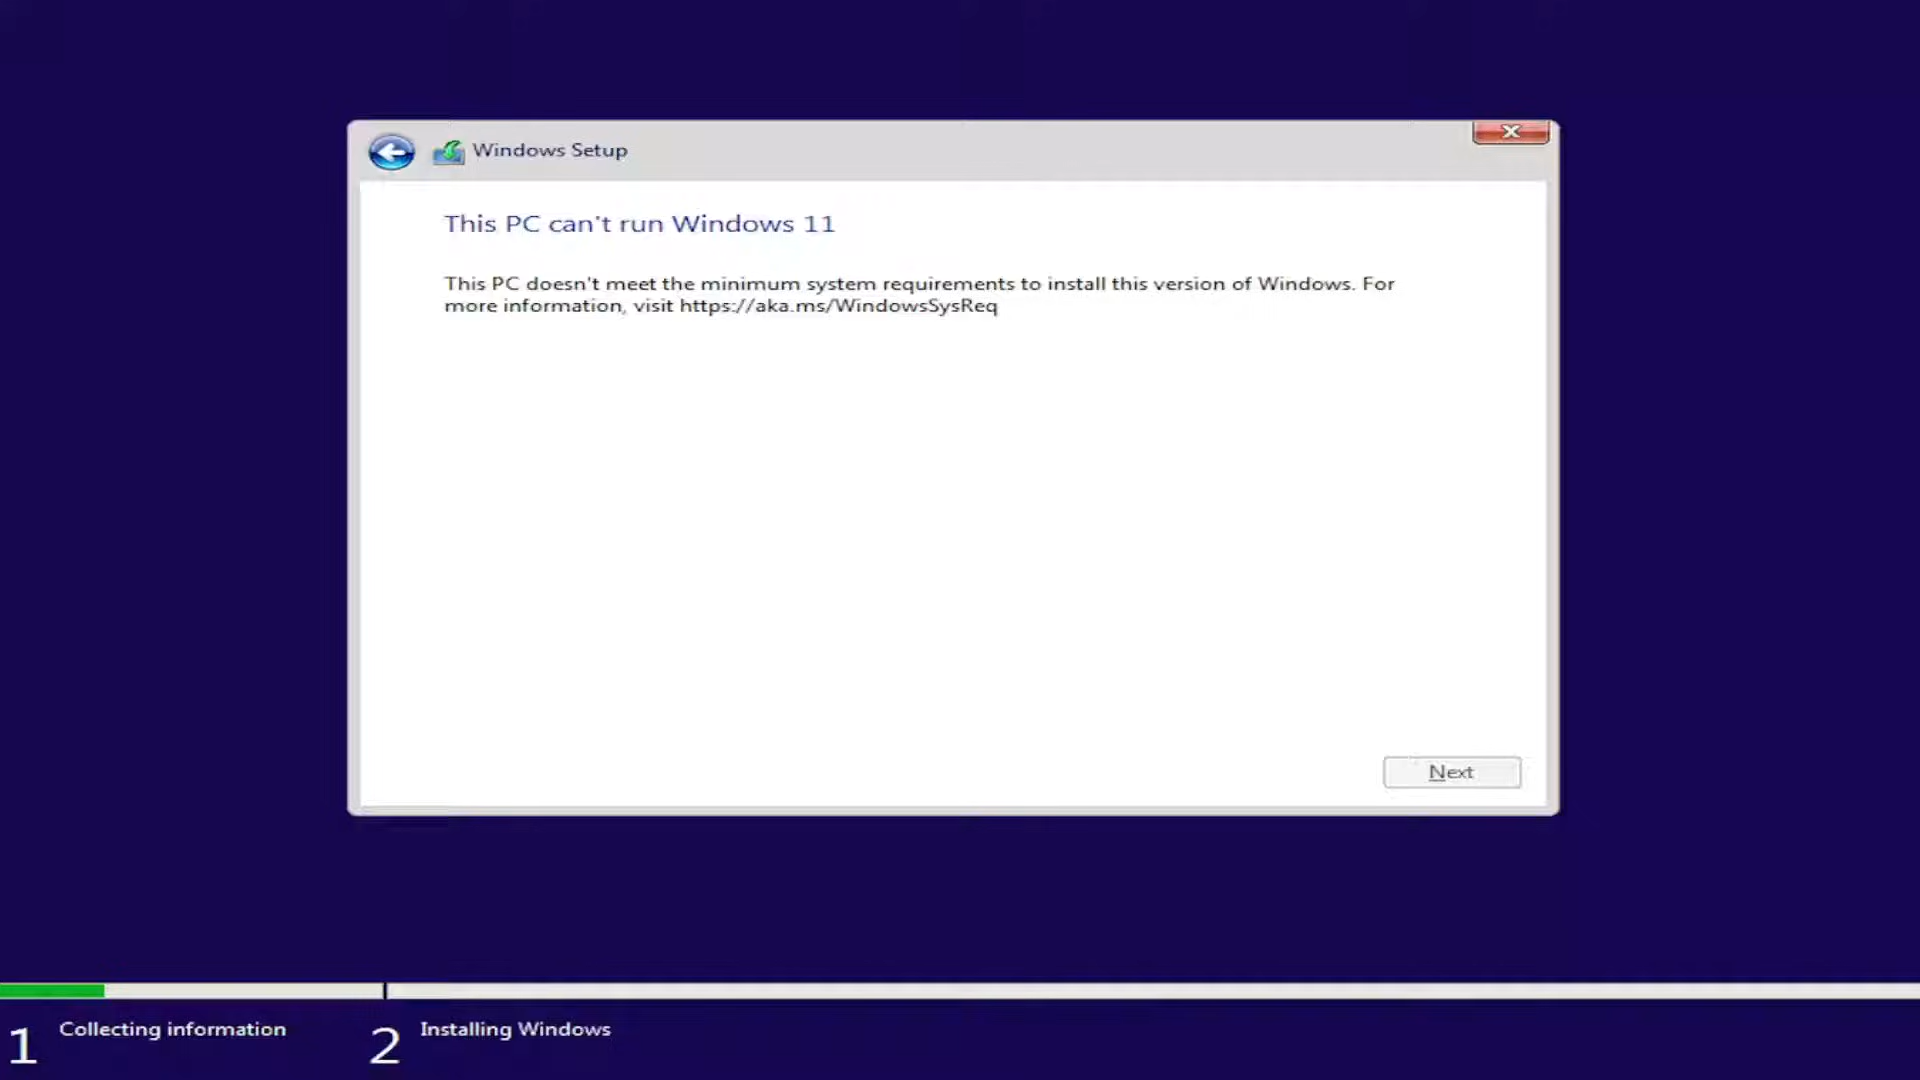 Windows Setup
This PC can't run Windows 11
This PC doesn't meet the minimum system requirements to install this version of Windows. For
more information, visit https://aka.ms/WindowsSysReq
Next
1 Collecting information
2 Installing Windows